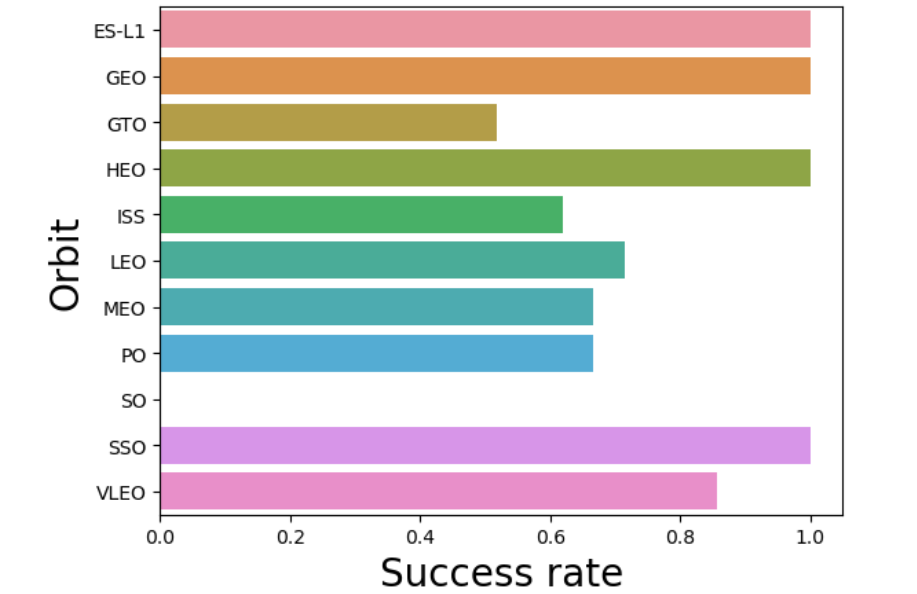 ES-L1
GEO
GTO
HEO
ISS
LEO
MEO
PO
SO
SSO
VLEO
Orbit
0.0 0.2 0.4 0.6 0.8 1.0
Success rate